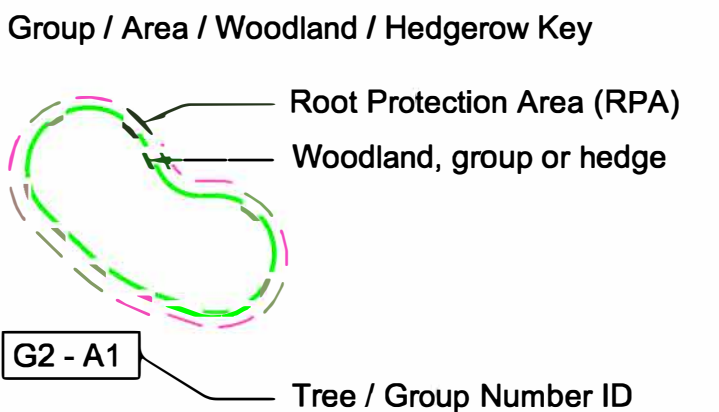 Group / Area / Woodland / Hedgerow Key
Root Protection Area (RPA)
Woodland, group or hedge
G2 - A1
Tree / Group Number ID